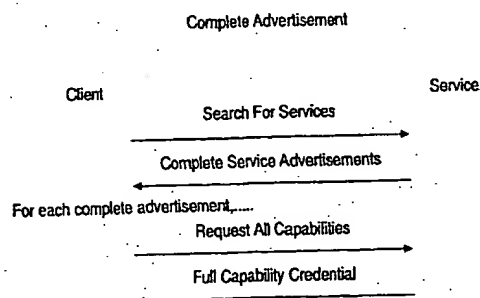 Complete Advertisement
Client
Service
Search For Services
Complete Service Advertisements
For each complete advertisement,.....
Request All Capabilities
Full Capability Credential